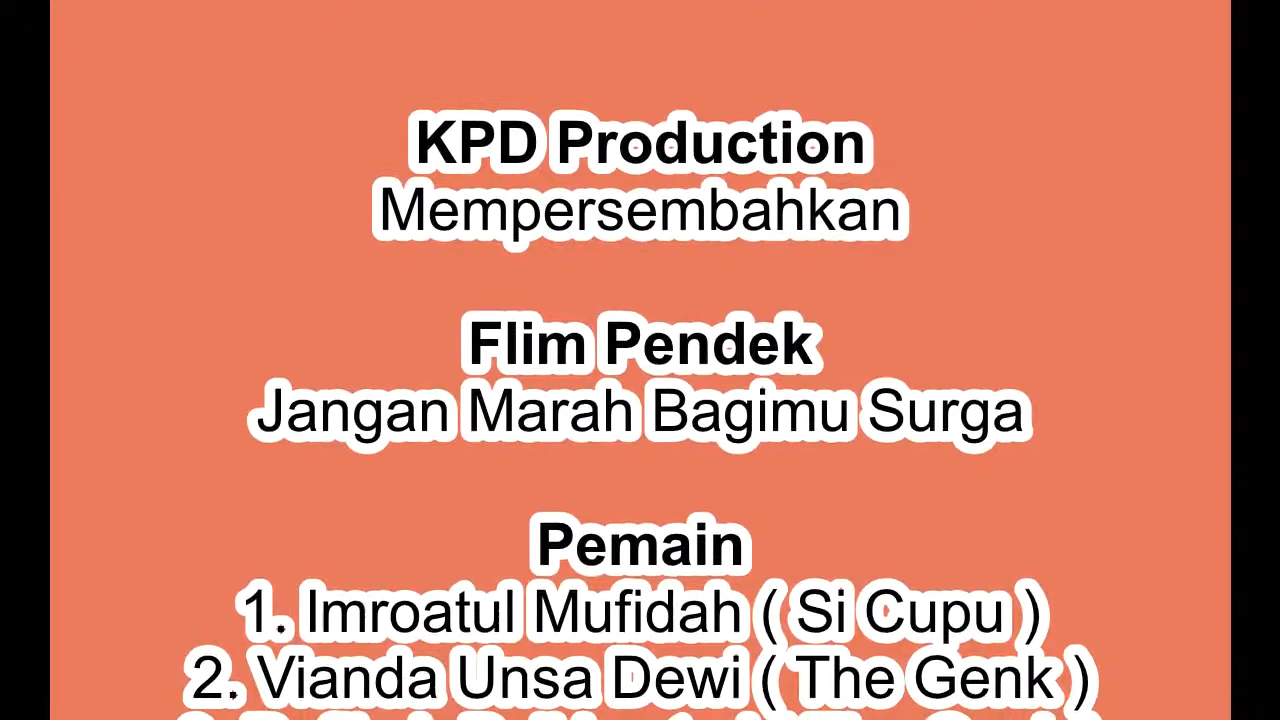 KPD Production
Mempersembahkan
Flim Pendek
Jangan Marah Bagimu Surga
Pemain
1. Imroatul Mufidah ( Si Cupu )
2. Vianda Unsa Dewi ( The Genk )